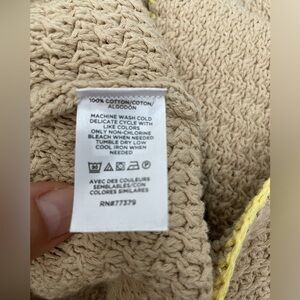 100% COTTON/COTON/
ALGODON
MACHINE WASH COLD
DELICATE CYCLE WITH
LIKE COLORS
ONLY NON-CHLORINE
BLEACH WHEN NEEDED
TUMBLE DRY LOW
COOL IRON WHEN
NEEDED
AVEC DES COULEURS
SEMBLABLES/CON
COLORES SIMILARES
RN#77379